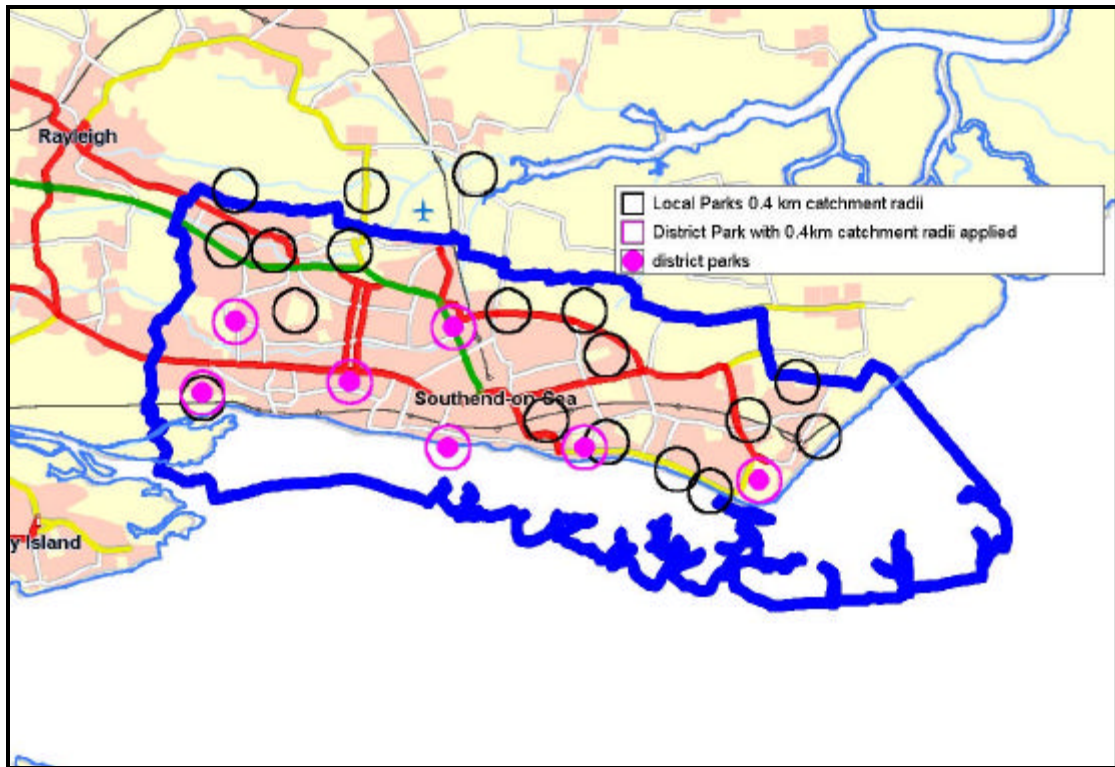 Rayleigh
Local Parks 0.4 km catchment radii
District Park with 0.4km catchment radii applied
district parks
Southend-on-Sea
y Island